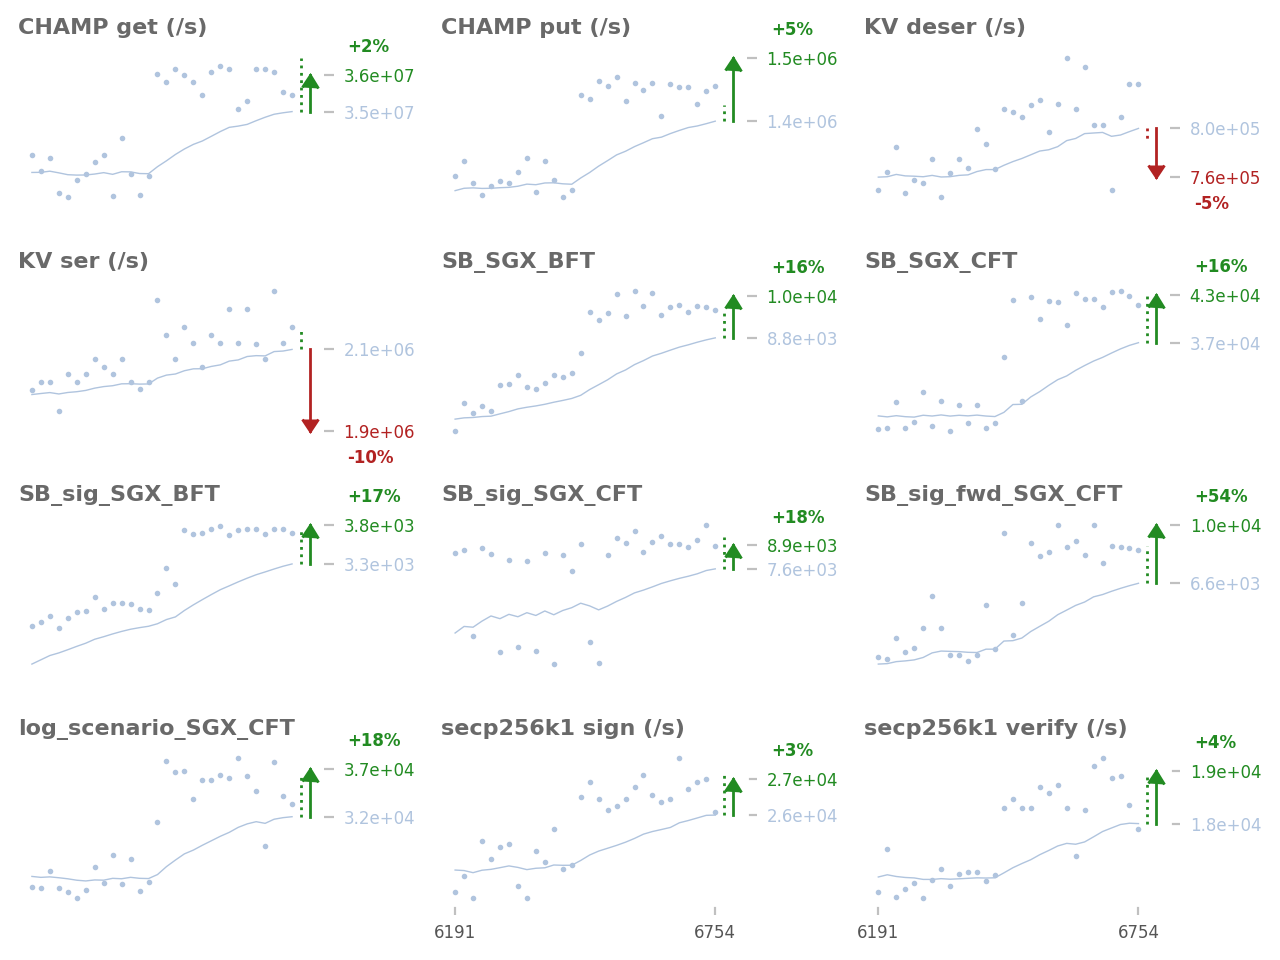 CHAMP get (/s)
+2%
3.6e+07
3.5e+07
CHAMP put (/s)
+5%
1.5e+06
1.4e+06
KV deser (/s)
8.0e+05
7.6e+05
-5%
KV ser (/s)
2.1e+06
1.9e+06
-10%
SB_SGX_BFT
+16%
1.0e+04
8.8e+03
SB_SGX_CFT
+16%
4.3e+04
3.7e+04
SB_sig_SGX_BFT
+17%
3.8e+03
3.3e+03
SB_sig_SGX_CFT
+18%
8.9e+03
7.6e+03
SB_sig_fwd_SGX_CFT
+54%
1.0e+04
6.6e+03
log_scenario_SGX_CFT
+18%
3.7e+04
3.2e+04
secp256k1 sign (/s)
+3%
2.7e+04
2.6e+04
6191
6754
secp256k1 verify (/s)
+4%
1.9e+04
1.8e+04
6191
6754